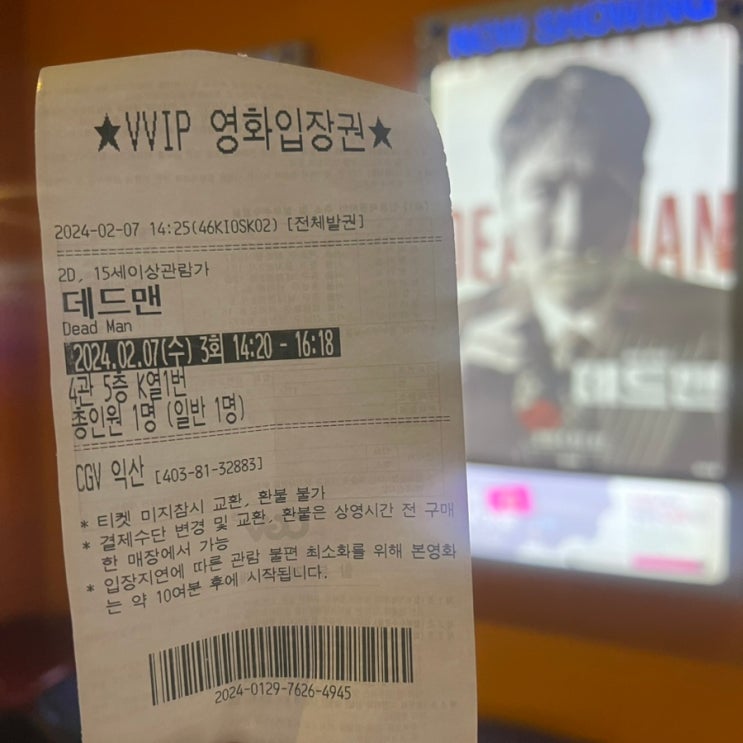 ★VVIP 영화입장권★
2024-02-07 14:25(46KIOSK02) [전체발권]
2D, 15세이상관람가
데드맨
Dead Man
2024.02.07(수) 3회 14:20 - 16:18
4관 5층 K열1번
총인원 1명 (일반 1명)
CGV 익산 [403-81-32883]
* 티켓 미지참시 교환, 환불 불가
* 결제수단 변경 및 교환, 환불은 상영시간 전 구매
한 매장에서 가능
* 입장지연에 따른 관람 불편 최소화를 위해 본영화
는 약 10여분 후에 시작됩니다.
2024-0129-7626-4945
NOW SHOWING
DEAD MAN
데드맨